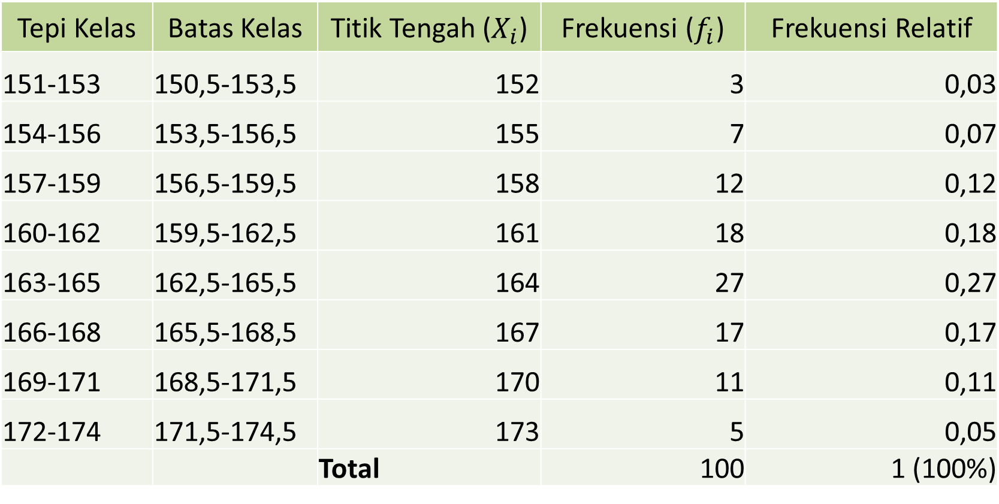 Tepi Kelas Batas Kelas Titik Tengah (𝑋𝑖) Frekuensi (𝑓𝑖) Frekuensi Relatif
151-153 150,5-153,5 152 3 0,03
154-156 153,5-156,5 155 7 0,07
157-159 156,5-159,5 158 12 0,12
160-162 159,5-162,5 161 18 0,18
163-165 162,5-165,5 164 27 0,27
166-168 165,5-168,5 167 17 0,17
169-171 168,5-171,5 170 11 0,11
172-174 171,5-174,5 173 5 0,05
Total 100 1 (100%)